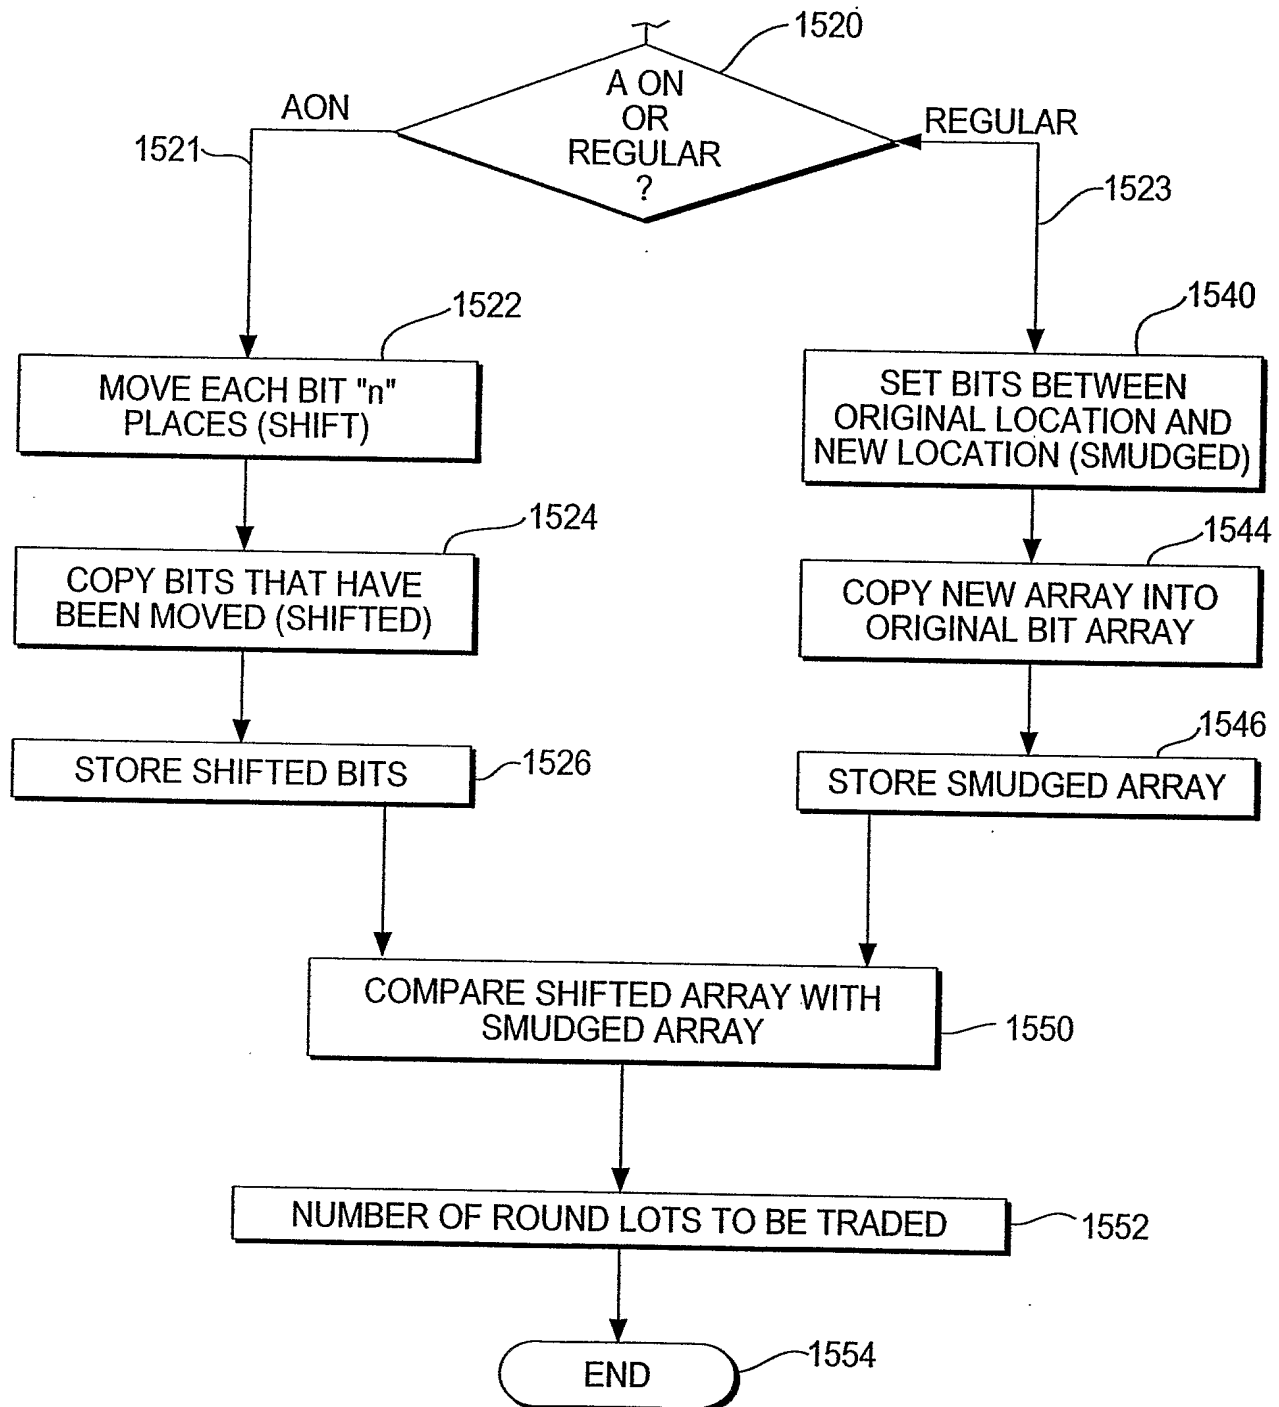 1520
A ON
OR
REGULAR
?
AON
REGULAR
1521
1523
1522
MOVE EACH BIT "n"
PLACES (SHIFT)
1540
SET BITS BETWEEN
ORIGINAL LOCATION AND
NEW LOCATION (SMUDGED)
1524
COPY BITS THAT HAVE
BEEN MOVED (SHIFTED)
1544
COPY NEW ARRAY INTO
ORIGINAL BIT ARRAY
STORE SHIFTED BITS
1526
1546
STORE SMUDGED ARRAY
COMPARE SHIFTED ARRAY WITH
SMUDGED ARRAY
1550
NUMBER OF ROUND LOTS TO BE TRADED
1552
END
1554